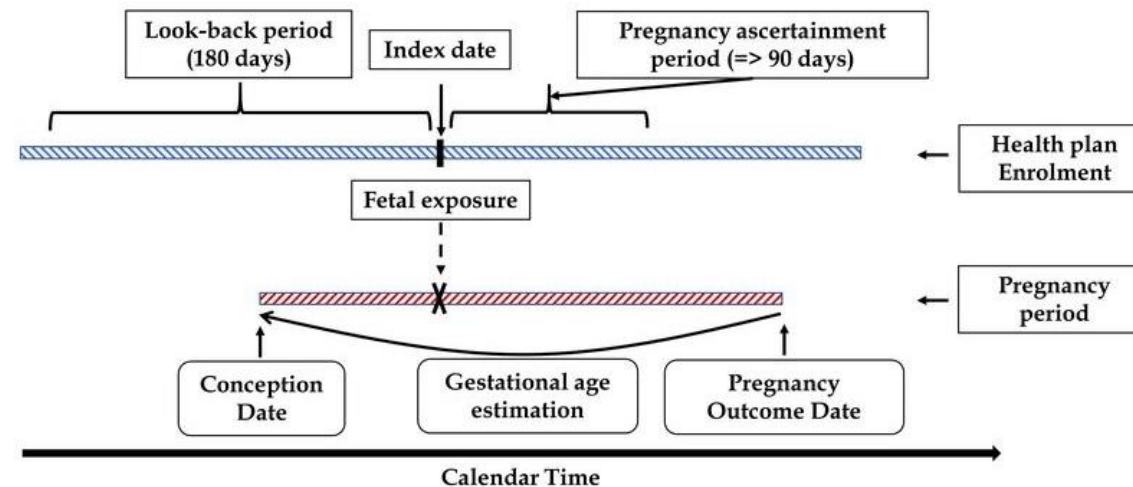 Look-back period
(180 days)
Index date
Pregnancy ascertainment
period (=> 90 days)
Health plan
Enrolment
Fetal exposure
Pregnancy
period
Conception
Date
Gestational age
estimation
Pregnancy
Outcome Date
Calendar Time